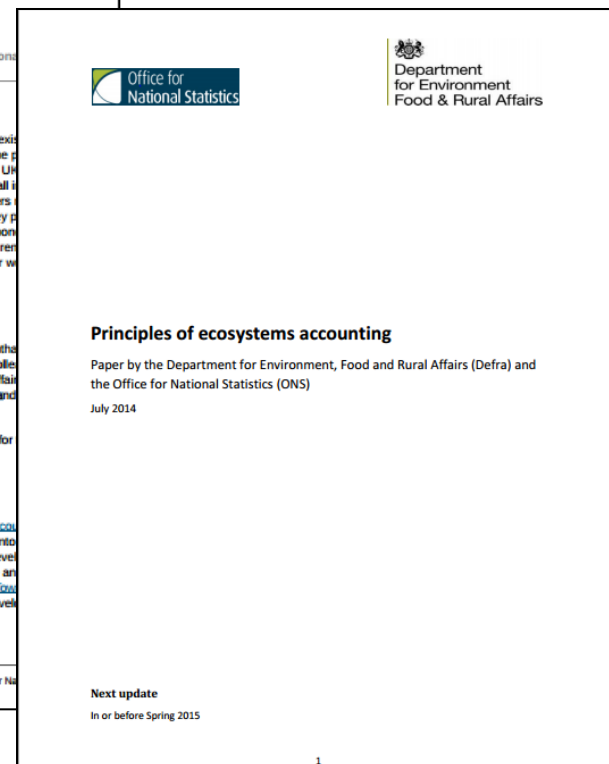 Office for
National Statistics
Department
for Environment
Food & Rural Affairs
Principles of ecosystems accounting
Paper by the Department for Environment, Food and Rural Affairs (Defra) and
the Office for National Statistics (ONS)
July 2014
Next update
In or before Spring 2015
1